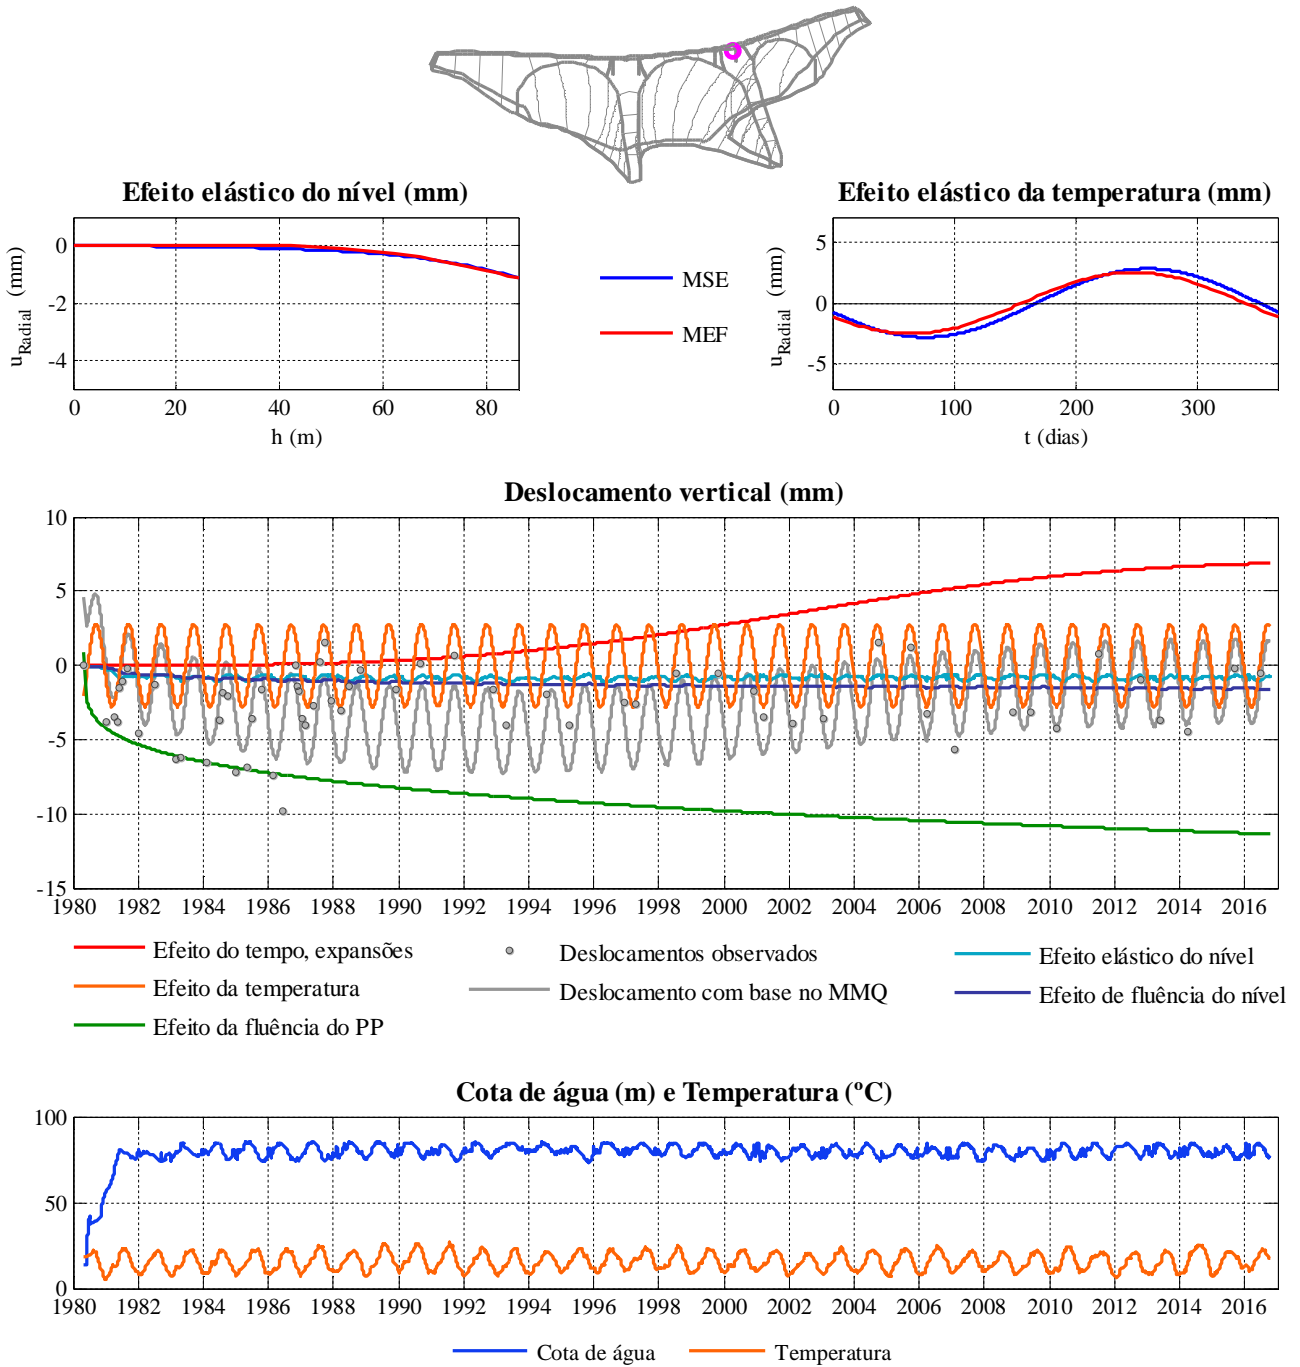 Efeito elástico do nível (mm)
Efeito elástico da temperatura (mm)
0
-2
-4
u_Radial (mm)
0 20 40 60 80
h (m)
MSE
MEF
5
0
-5
u_Radial (mm)
0 100 200 300
t (dias)
Deslocamento vertical (mm)
10
5
0
-5
-10
-15
1980 1982 1984 1986 1988 1990 1992 1994 1996 1998 2000 2002 2004 2006 2008 2010 2012 2014 2016
Efeito do tempo, expansões
Deslocamentos observados
Efeito elástico do nível
Efeito da temperatura
Deslocamento com base no MMQ
Efeito de fluência do nível
Efeito da fluência do PP
Cota de água (m) e Temperatura (ºC)
100
50
0
1980 1982 1984 1986 1988 1990 1992 1994 1996 1998 2000 2002 2004 2006 2008 2010 2012 2014 2016
Cota de água
Temperatura